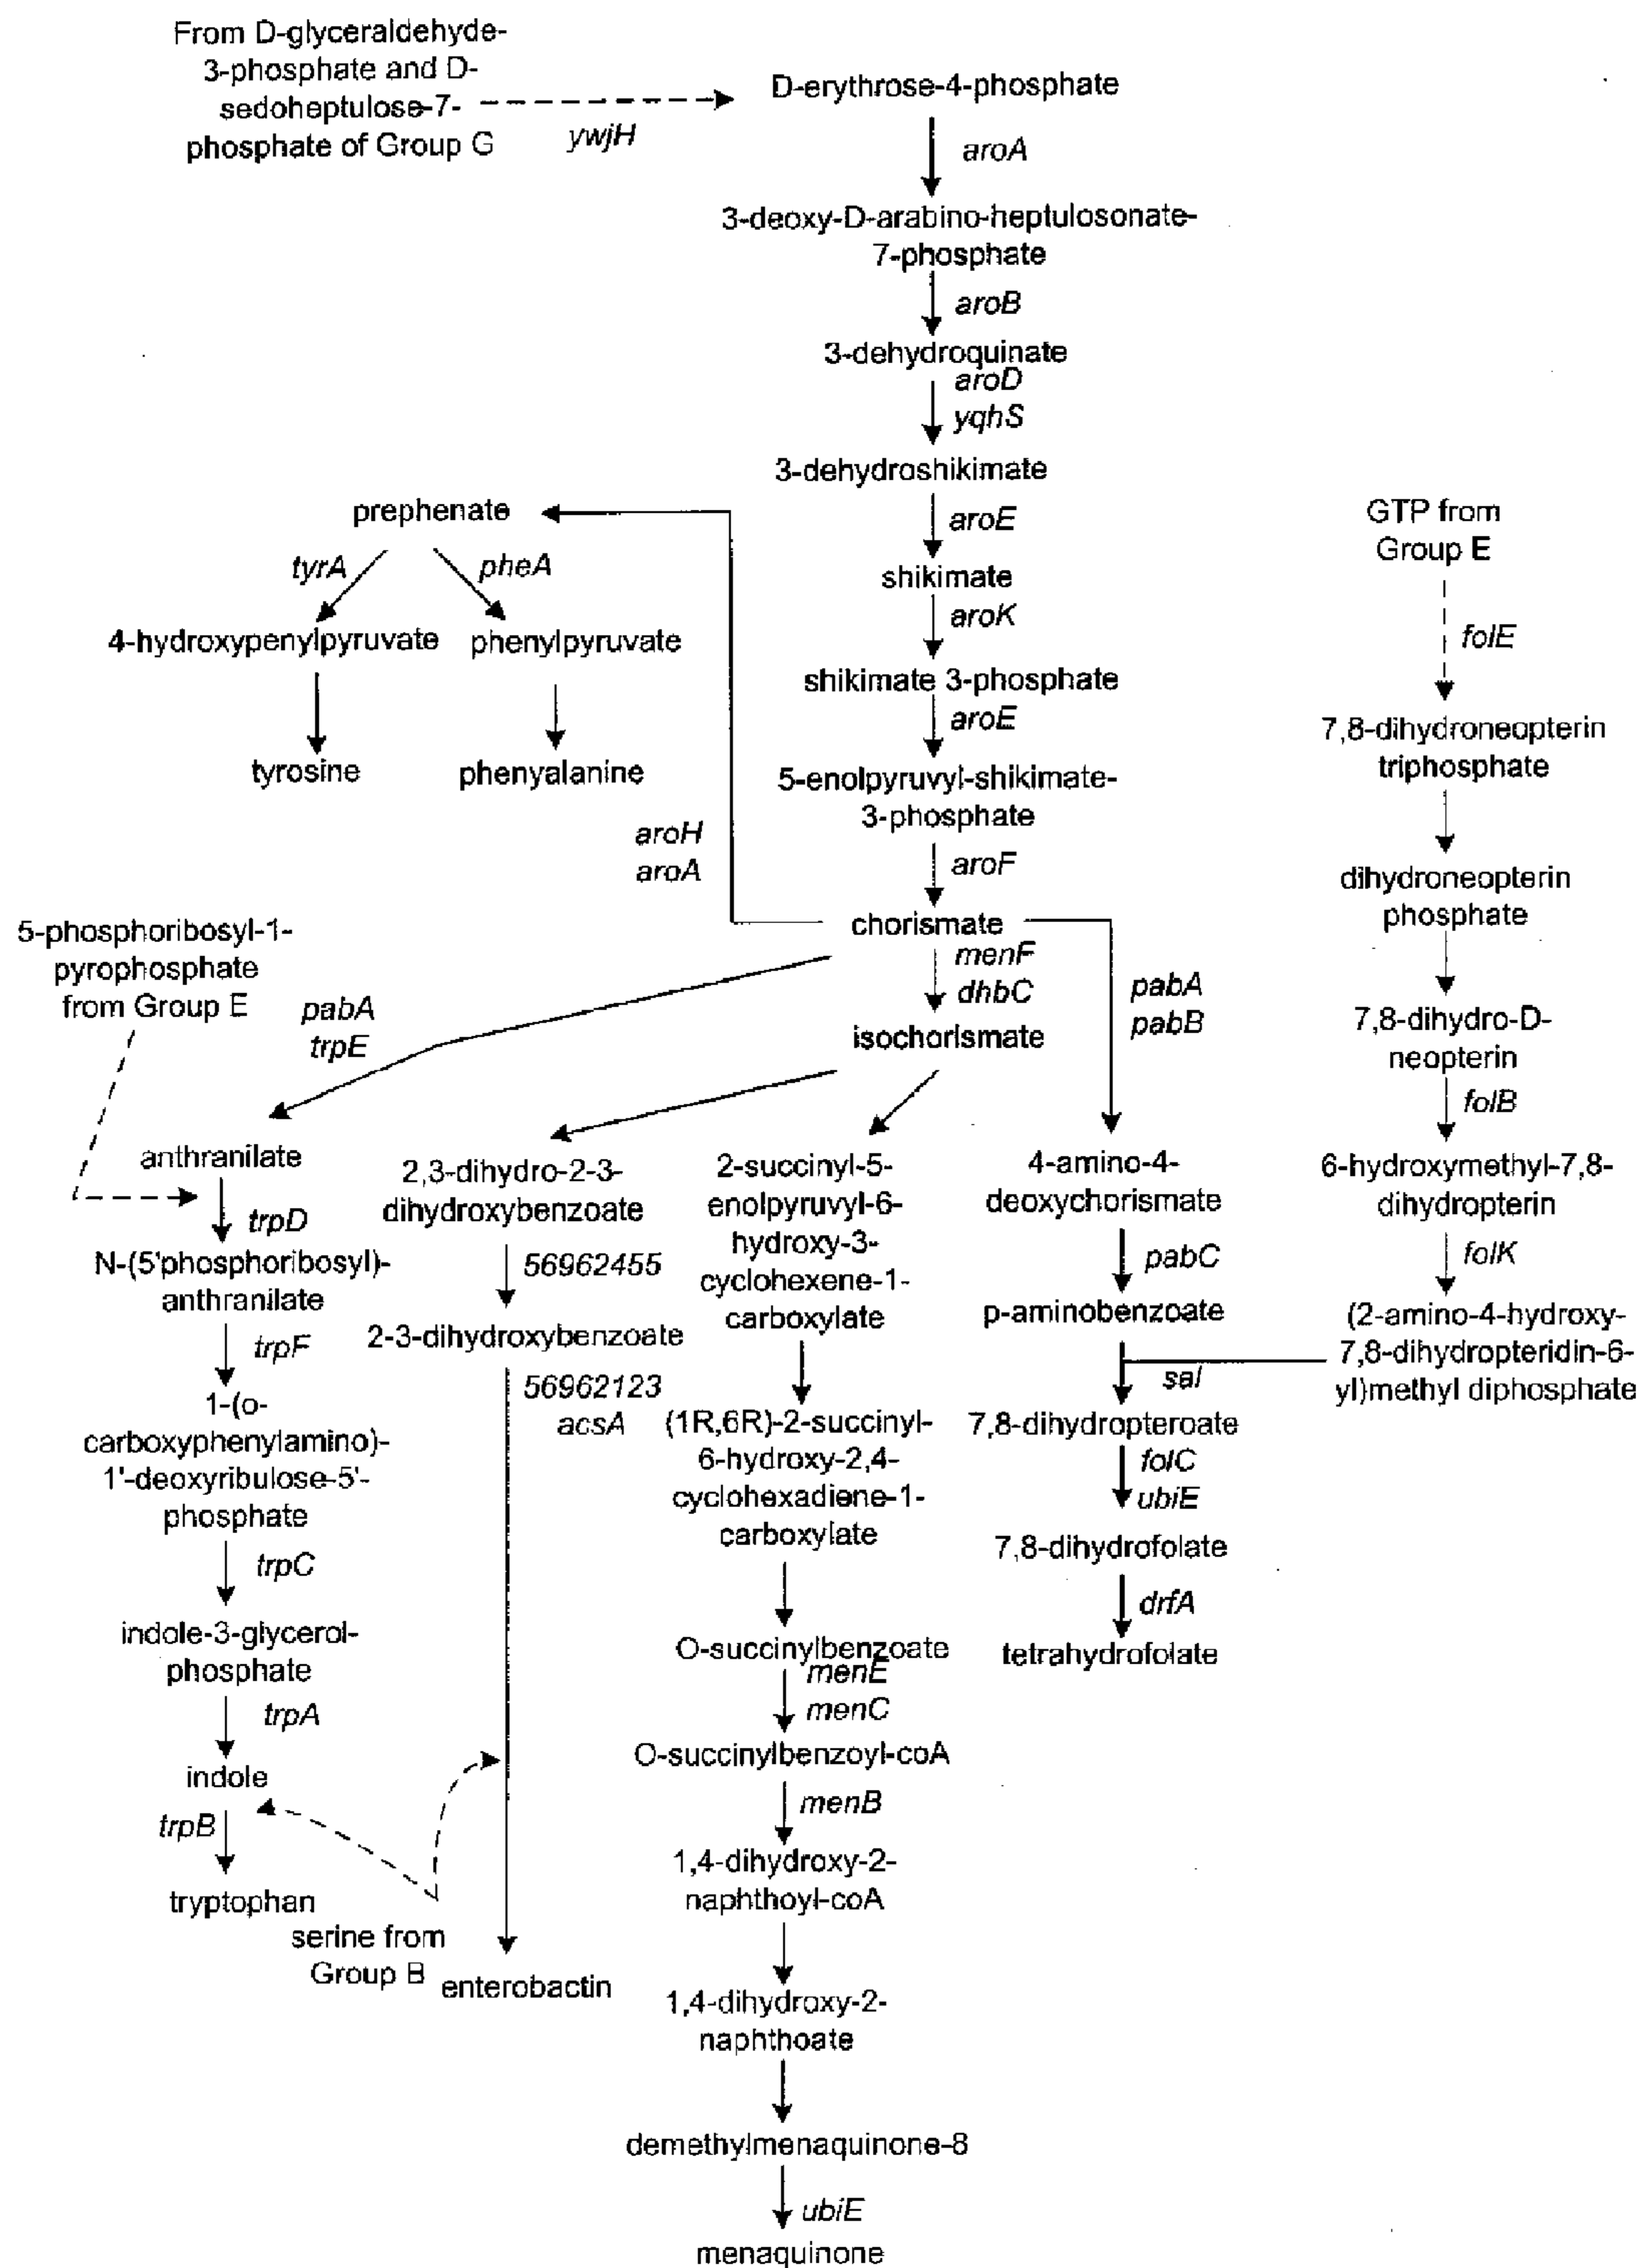 From D-glyceraldehyde-
3-phosphate and D-
sedoheptulose-7-
phosphate of Group G
ywjH
D-erythrose-4-phosphate
aroA
3-deoxy-D-arabino-heptulosonate-
7-phosphate
aroB
3-dehydroquinate
aroD
yqhS
3-dehydroshikimate
aroE
shikimate
aroK
shikimate 3-phosphate
aroE
5-enolpyruvyl-shikimate-
3-phosphate
aroF
chorismate
prephenate
tyrA
pheA
4-hydroxypenylpyruvate
phenylpyruvate
tyrosine
phenyalanine
aroH
aroA
GTP from
Group E
folE
7,8-dihydroneopterin
triphosphate
dihydroneopterin
phosphate
7,8-dihydro-D-
neopterin
folB
6-hydroxymethyl-7,8-
dihydropterin
folK
(2-amino-4-hydroxy-
7,8-dihydropteridin-6-
yl)methyl diphosphate
5-phosphoribosyl-1-
pyrophosphate
from Group E
pabA
trpE
menF
dhbC
isochorismate
pabA
pabB
anthranilate
trpD
N-(5'phosphoribosyl)-
anthranilate
trpF
1-(o-
carboxyphenylamino)-
1'-deoxyribulose-5'-
phosphate
trpC
indole-3-glycerol-
phosphate
trpA
indole
trpB
tryptophan
serine from
Group B
2,3-dihydro-2-3-
dihydroxybenzoate
56962455
2-3-dihydroxybenzoate
56962123
acsA
enterobactin
2-succinyl-5-
enolpyruvyl-6-
hydroxy-3-
cyclohexene-1-
carboxylate
(1R,6R)-2-succinyl-
6-hydroxy-2,4-
cyclohexadiene-1-
carboxylate
O-succinylbenzoate
menE
menC
O-succinylbenzoyl-coA
menB
1,4-dihydroxy-2-
naphthoyl-coA
1,4-dihydroxy-2-
naphthoate
demethylmenaquinone-8
ubiE
menaquinone
4-amino-4-
deoxychorismate
pabC
p-aminobenzoate
sal
7,8-dihydropteroate
folC
ubiE
7,8-dihydrofolate
drfA
tetrahydrofolate